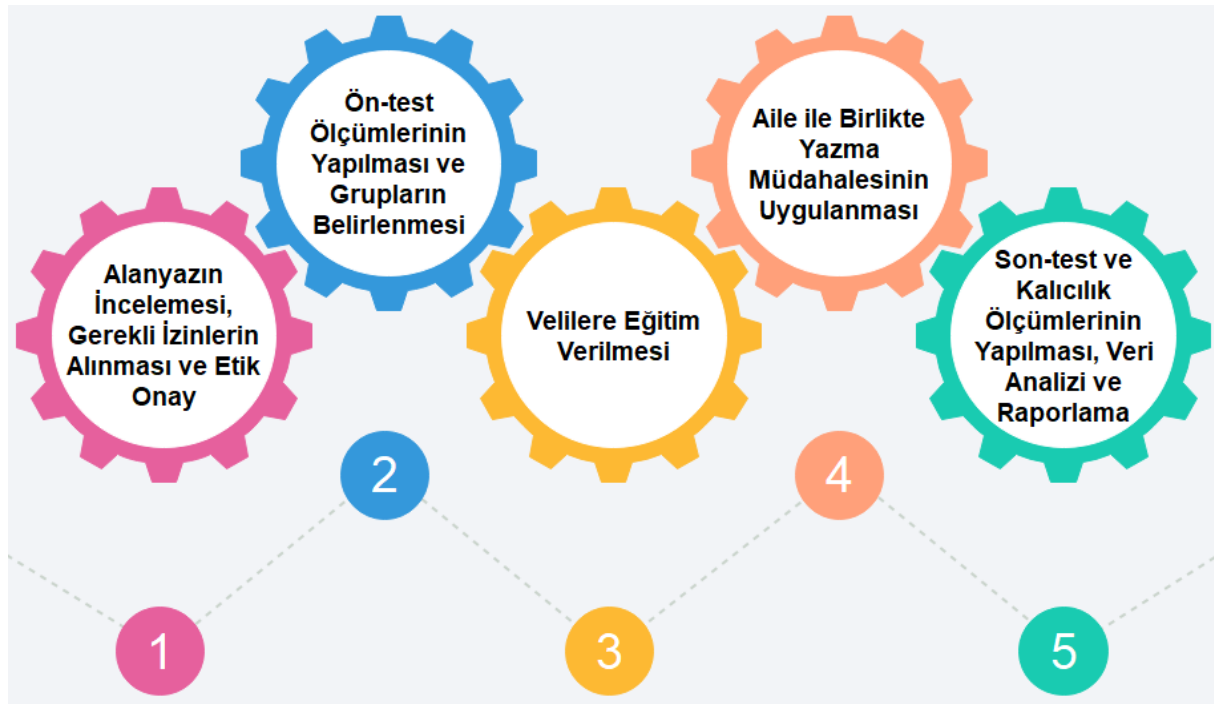 Alanyazın
İncelemesi,
Gerekli İzinlerin
Alınması ve Etik
Onay
Ön-test
Ölçümlerinin
Yapılması ve
Grupların
Belirlenmesi
Velilere Eğitim
Verilmesi
Aile ile Birlikte
Yazma
Müdahalesinin
Uygulanması
Son-test ve
Kalıcılık
Ölçümlerinin
Yapılması, Veri
Analizi ve
Raporlama
1
2
3
4
5